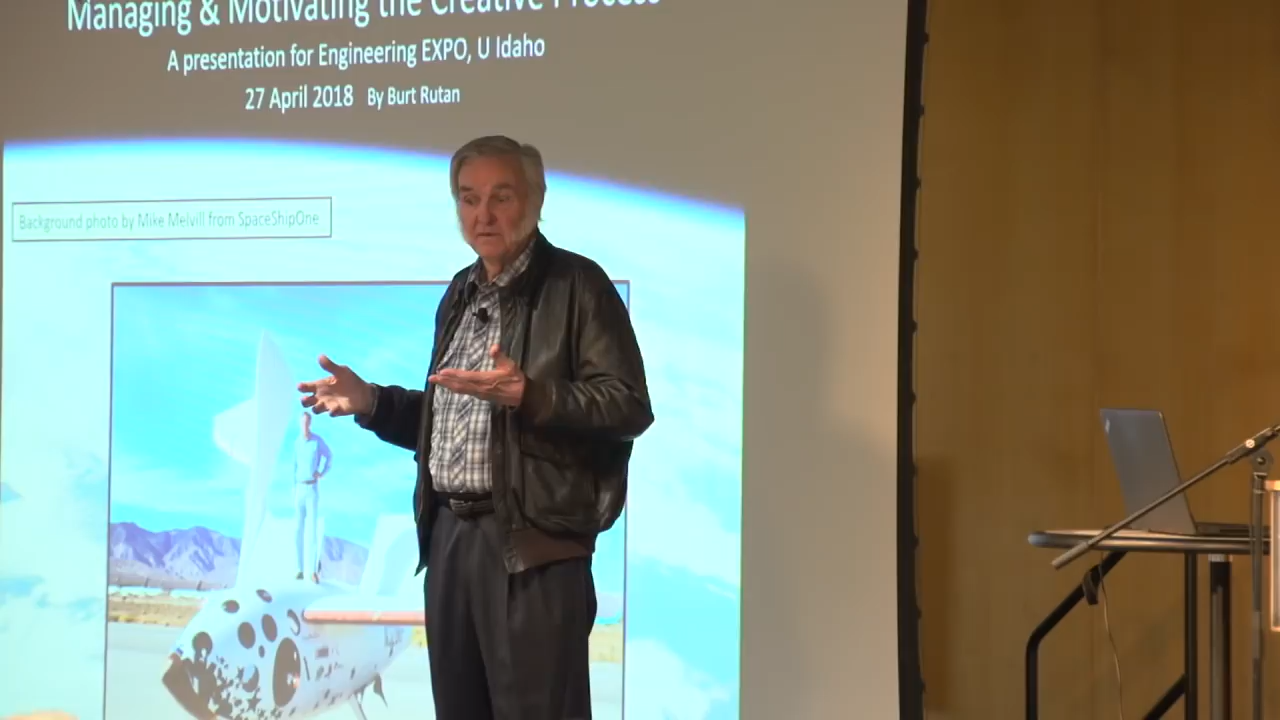 Managing & Motivating the Creative Process
A presentation for Engineering EXPO, U Idaho
27 April 2018 By Burt Rutan
Background photo by Mike Melvill from SpaceShipOne